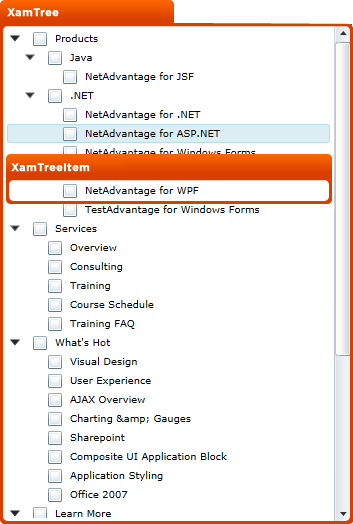 XamTree
Products
Java
NetAdvantage for JSF
.NET
NetAdvantage for .NET
NetAdvantage for ASP.NET
NetAdvantage for Windows Forms
XamTreeItem
NetAdvantage for WPF
TestAdvantage for Windows Forms
Services
Overview
Consulting
Training
Course Schedule
Training FAQ
What's Hot
Visual Design
User Experience
AJAX Overview
Charting &amp; Gauges
Sharepoint
Composite UI Application Block
Application Styling
Office 2007
Learn More